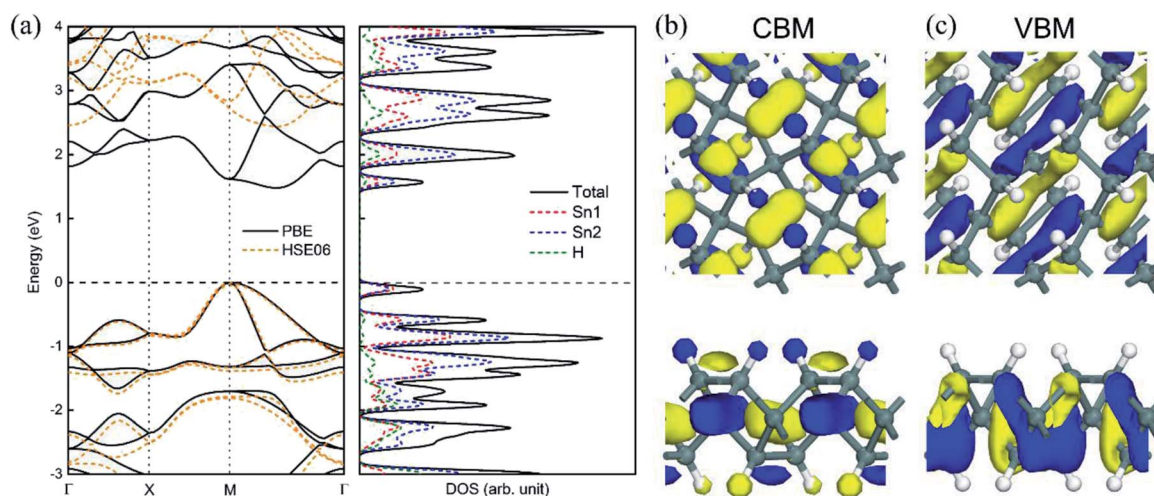 (a)
4
3
2
4
0
-1
-2
-3
Energy (eV)
PBE
HSE06
Γ X M Γ
Total
Sn1
Sn2
H
DOS (arb. unit)
(b) CBM
(c) VBM